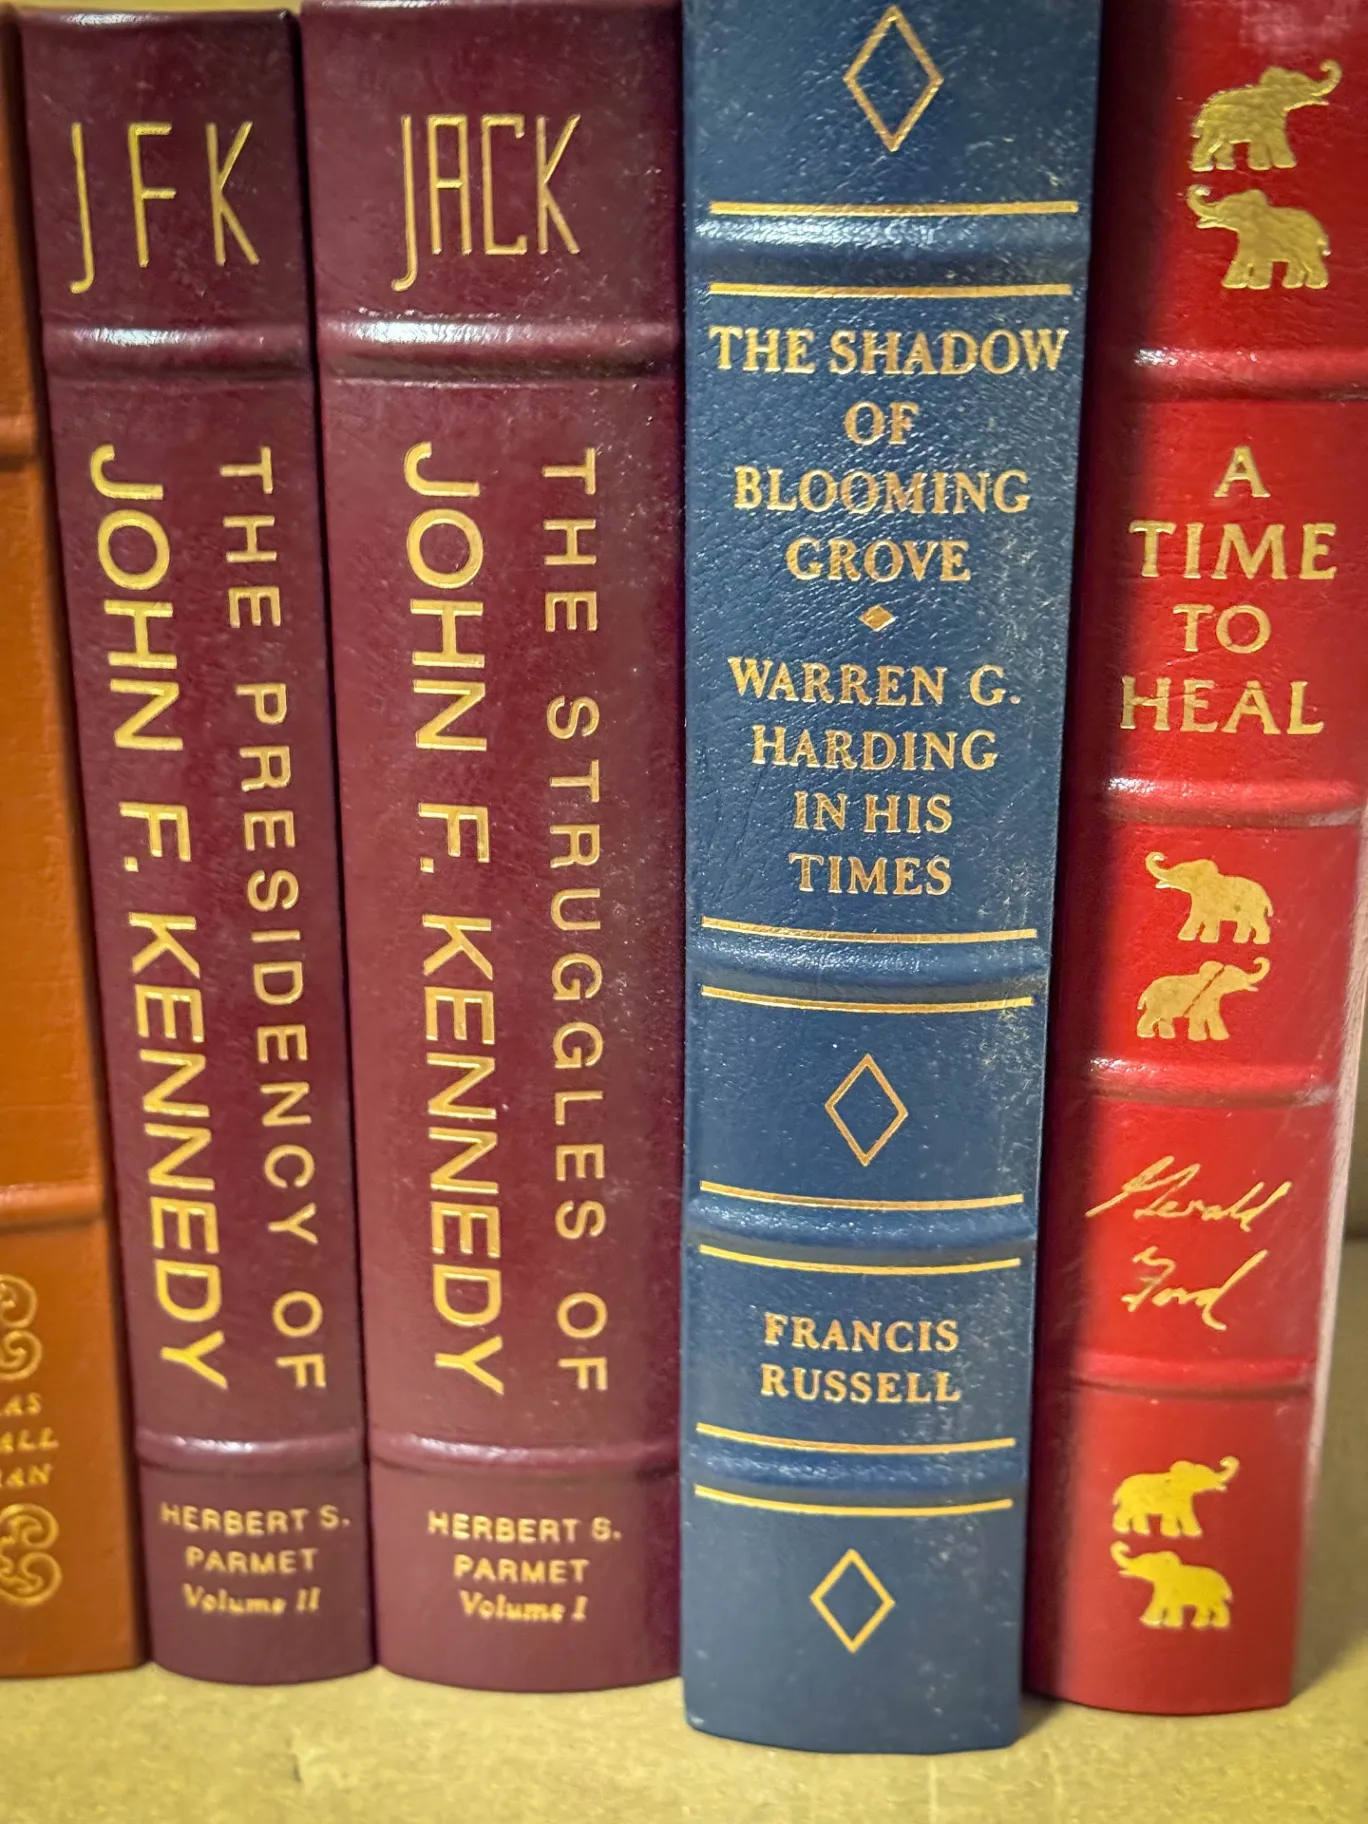 JFK
THE PRESIDENCY OF
JOHN F. KENNEDY
HERBERT S.
PARMET
Volume II
JACK
THE STRUGGLES OF
JOHN F. KENNEDY
HERBERT S.
PARMET
Volume I
THE SHADOW
OF
BLOOMING
GROVE
WARREN G.
HARDING
IN HIS
TIMES
FRANCIS
RUSSELL
A
TIME
TO
HEAL
Gerald
Ford